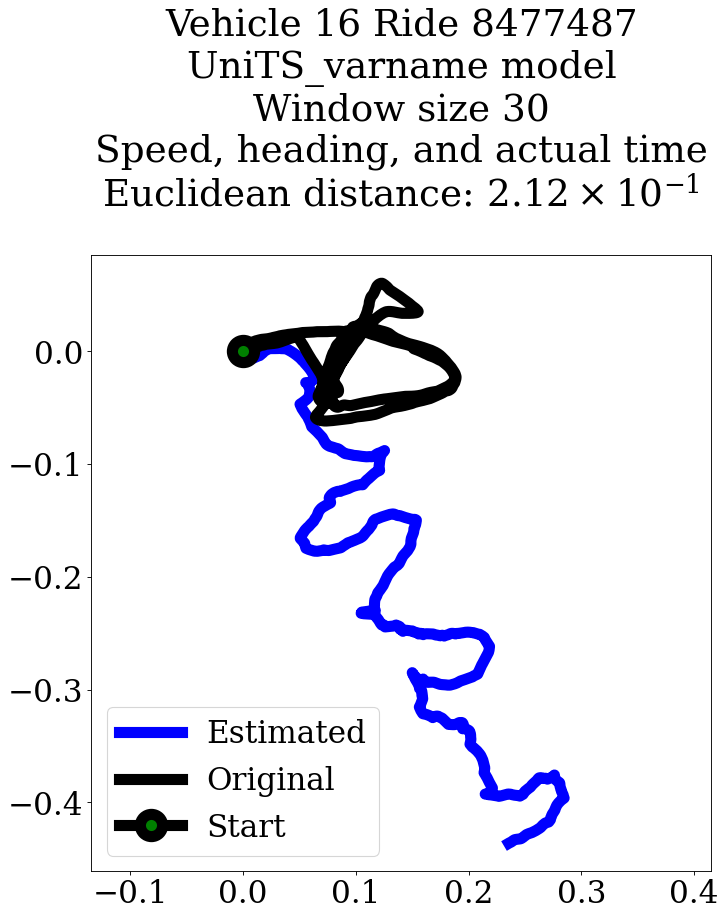 Vehicle 16 Ride 8477487
UniTS_varname model
Window size 30
Speed, heading, and actual time
Euclidean distance: 2.12 × 10⁻¹
0.0
−0.1
−0.2
−0.3
−0.4
Estimated
Original
Start
−0.1 0.0 0.1 0.2 0.3 0.4